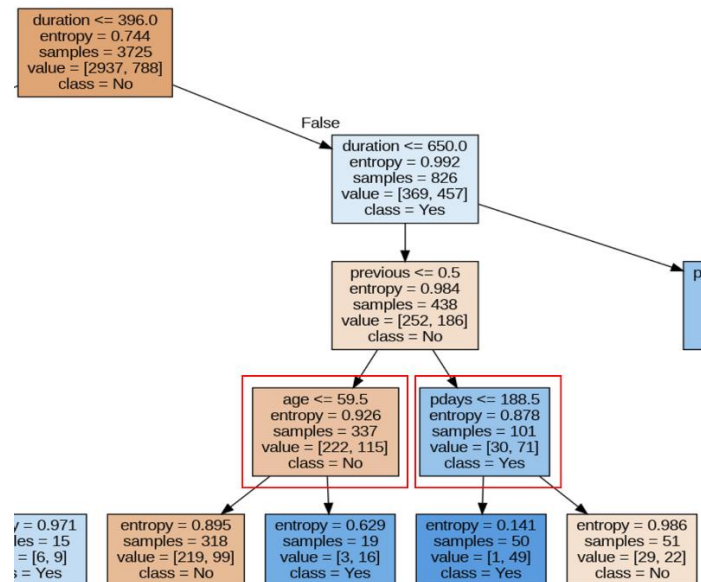 duration <= 396.0
entropy = 0.744
samples = 3725
value = [2937, 788]
class = No
False
duration <= 650.0
entropy = 0.992
samples = 826
value = [369, 457]
class = Yes
previous <= 0.5
entropy = 0.984
samples = 438
value = [252, 186]
class = No
p
age <= 59.5
entropy = 0.926
samples = 337
value = [222, 115]
class = No
pdays <= 188.5
entropy = 0.878
samples = 101
value = [30, 71]
class = Yes
y = 0.971
les = 15
= [6, 9]
s = Yes
entropy = 0.895
samples = 318
value = [219, 99]
class = No
entropy = 0.629
samples = 19
value = [3, 16]
class = Yes
entropy = 0.141
samples = 50
value = [1, 49]
class = Yes
entropy = 0.986
samples = 51
value = [29, 22]
class = No